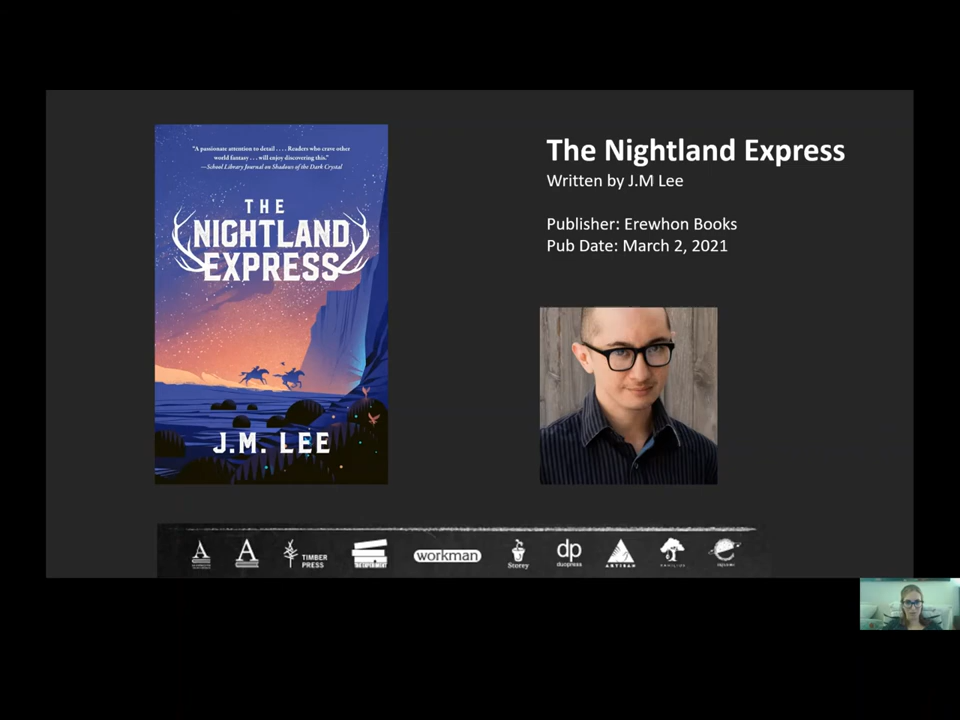 "A passionate attention to detail . . . . Readers who crave other
world fantasy . . . will enjoy discovering this."
—School Library Journal on Shadows of the Dark Crystal
THE
NIGHTLAND
EXPRESS
J.M. LEE
The Nightland Express
Written by J.M Lee
Publisher: Erewhon Books
Pub Date: March 2, 2021
A
A
TIMBER
PRESS
THE EXPERIMENT
workman
Storey
dp
duopress
ARTISAN